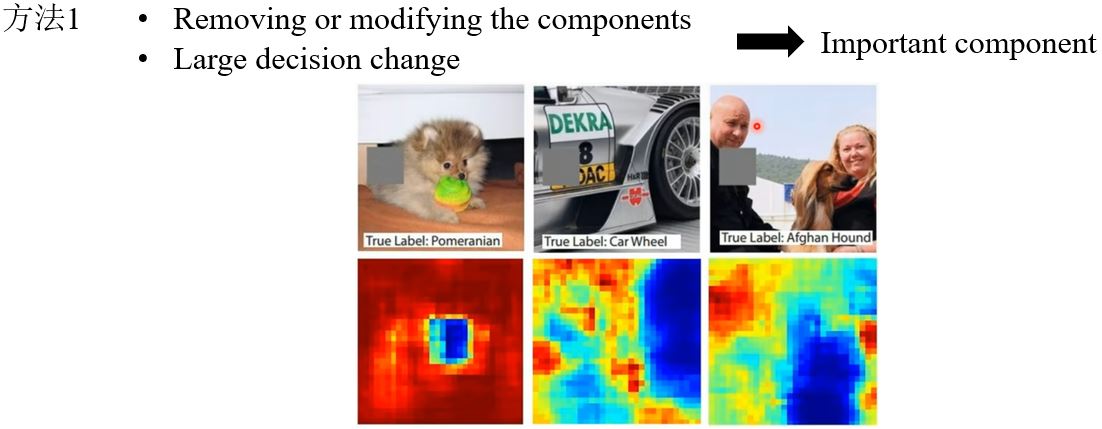 方法1
• Removing or modifying the components
• Large decision change
Important component
DEKRA
8
DAC
H&R
True Label: Pomeranian
True Label: Car Wheel
True Label: Afghan Hound